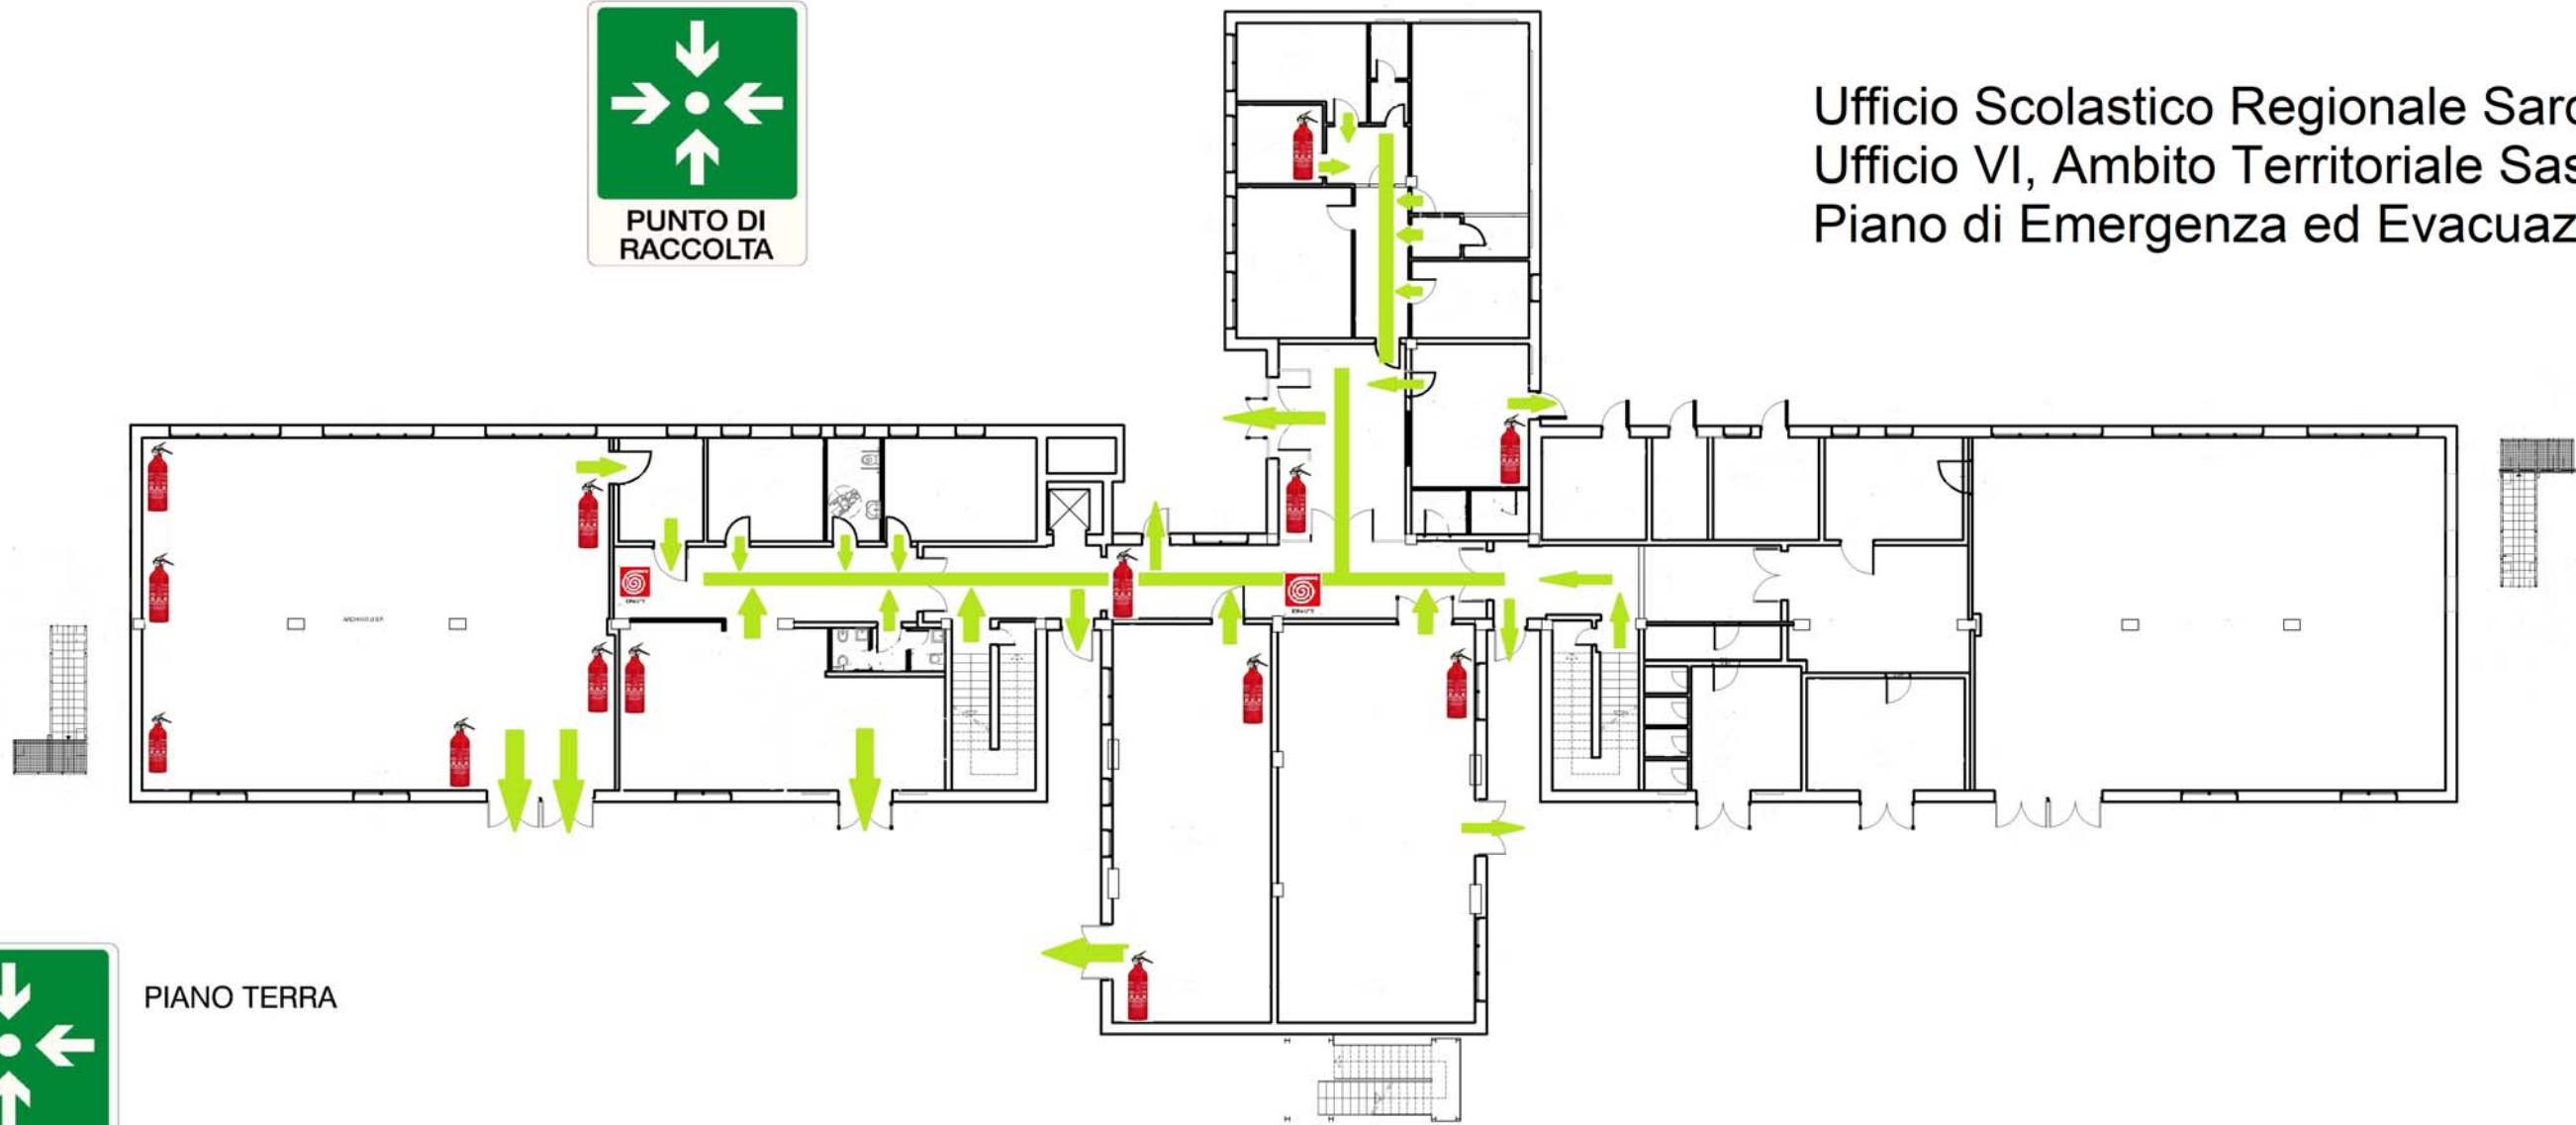 PUNTO DI
RACCOLTA
Ufficio Scolastico Regionale Sard
Ufficio VI, Ambito Territoriale Sas
Piano di Emergenza ed Evacuaz
PIANO TERRA